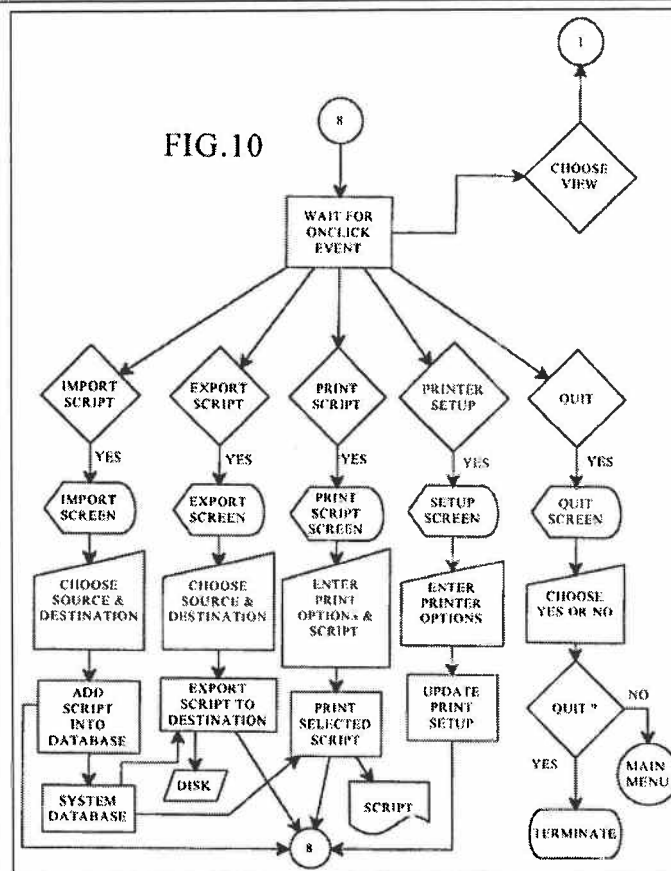 1
8
FIG.10
CHOOSE
VIEW
WAIT FOR
ONCLICK
EVENT
IMPORT
SCRIPT
EXPORT
SCRIPT
PRINT
SCRIPT
PRINTER
SETUP
QUIT
YES
YES
YES
YES
YES
IMPORT
SCREEN
EXPORT
SCREEN
PRINT
SCRIPT
SCREEN
SETUP
SCREEN
QUIT
SCREEN
CHOOSE
SOURCE &
DESTINATION
CHOOSE
SOURCE &
DESTINATION
ENTER
PRINT
OPTIONs &
SCRIPT
ENTER
PRINTER
OPTIONS
CHOOSE
YES OR NO
ADD
SCRIPT
INTO
DATABASE
EXPORT
SCRIPT TO
DESTINATION
PRINT
SELECTED
SCRIPT
UPDATE
PRINT
SETUP
QUIT ?
NO
YES
MAIN
MENU
SYSTEM
DATABASE
DISK
SCRIPT
TERMINATE
8